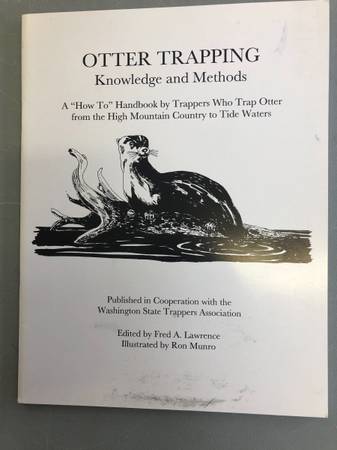 OTTER TRAPPING
Knowledge and Methods
A “How To” Handbook by Trappers Who Trap Otter
from the High Mountain Country to Tide Waters
Published in Cooperation with the
Washington State Trappers Association
Edited by Fred A. Lawrence
Illustrated by Ron Munro